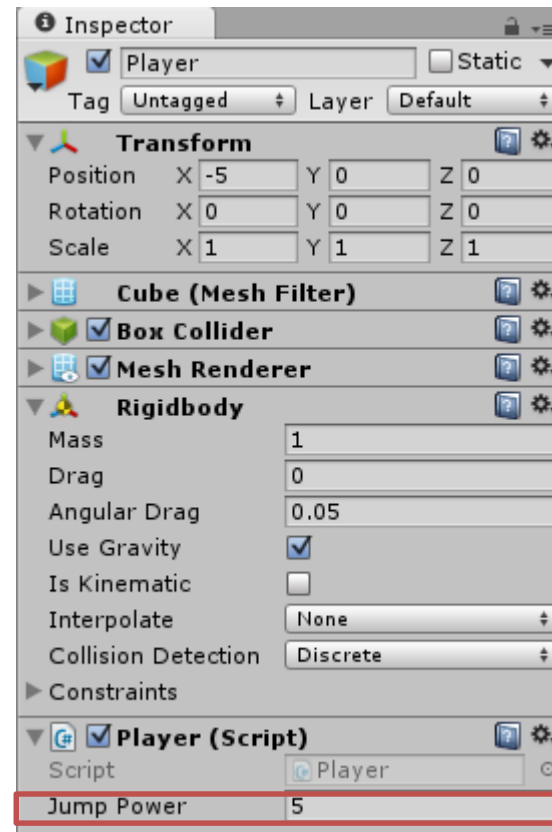 Inspector
Player Static
Tag Untagged Layer Default
Transform
Position X -5 Y 0 Z 0
Rotation X 0 Y 0 Z 0
Scale X 1 Y 1 Z 1
Cube (Mesh Filter)
Box Collider
Mesh Renderer
Rigidbody
Mass 1
Drag 0
Angular Drag 0.05
Use Gravity
Is Kinematic
Interpolate None
Collision Detection Discrete
Constraints
Player (Script)
Script Player
Jump Power 5